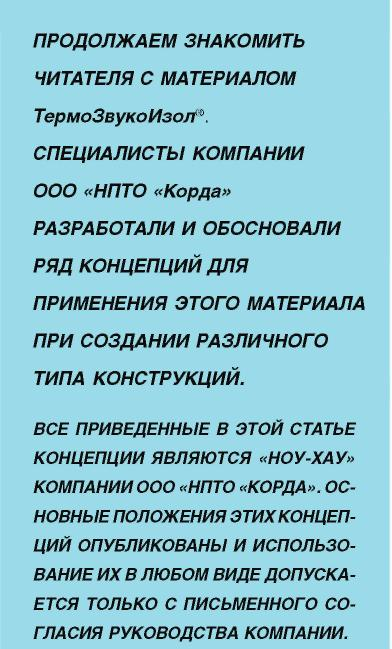 ПРОДОЛЖАЕМ ЗНАКОМИТЬ
ЧИТАТЕЛЯ С МАТЕРИАЛОМ
ТермоЗвукоИзол®.
СПЕЦИАЛИСТЫ КОМПАНИИ
ООО «НПТО «Корда»
РАЗРАБОТАЛИ И ОБОСНОВАЛИ
РЯД КОНЦЕПЦИЙ ДЛЯ
ПРИМЕНЕНИЯ ЭТОГО МАТЕРИАЛА
ПРИ СОЗДАНИИ РАЗЛИЧНОГО
ТИПА КОНСТРУКЦИЙ.
ВСЕ ПРИВЕДЕННЫЕ В ЭТОЙ СТАТЬЕ
КОНЦЕПЦИИ ЯВЛЯЮТСЯ «НОУ-ХАУ»
КОМПАНИИ ООО «НПТО «КОРДА». ОС-
НОВНЫЕ ПОЛОЖЕНИЯ ЭТИХ КОНЦЕП-
ЦИЙ ОПУБЛИКОВАНЫ И ИСПОЛЬЗО-
ВАНИЕ ИХ В ЛЮБОМ ВИДЕ ДОПУСКА-
ЕТСЯ ТОЛЬКО С ПИСЬМЕННОГО СО-
ГЛАСИЯ РУКОВОДСТВА КОМПАНИИ.